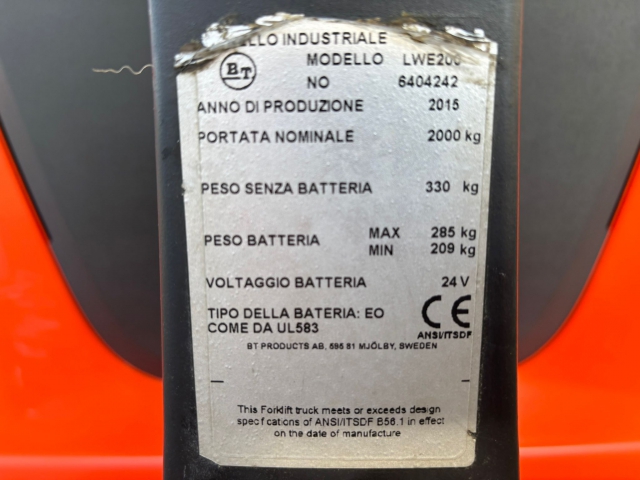 INDUSTRIALE
BT
MODELLO LWE200
NO 6404242
ANNO DI PRODUZIONE 2015
PORTATA NOMINALE 2000 kg
PESO SENZA BATTERIA 330 kg
PESO BATTERIA MAX 285 kg
MIN 209 kg
VOLTAGGIO BATTERIA 24 V
TIPO DELLA BATERIA: EO
COME DA UL583
CE
ANSI/ITSDF
BT PRODUCTS AB, 595 81 MJÖLBY, SWEDEN
This Forklift truck meets or exceeds design
specifications of ANSI/ITSDF B56.1 in effect
on the date of manufacture